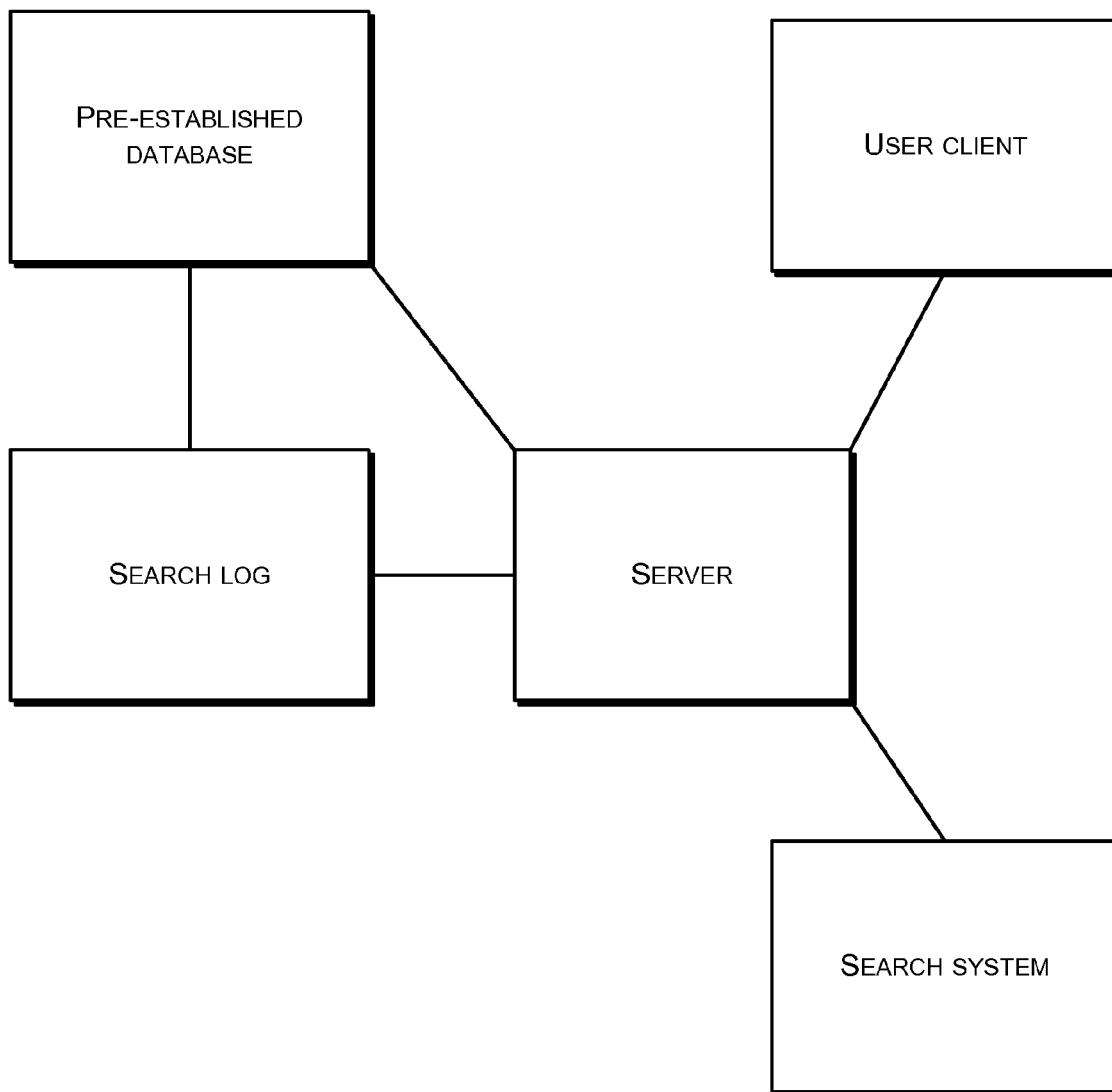 PRE-ESTABLISHED
DATABASE
USER CLIENT
SEARCH LOG
SERVER
SEARCH SYSTEM